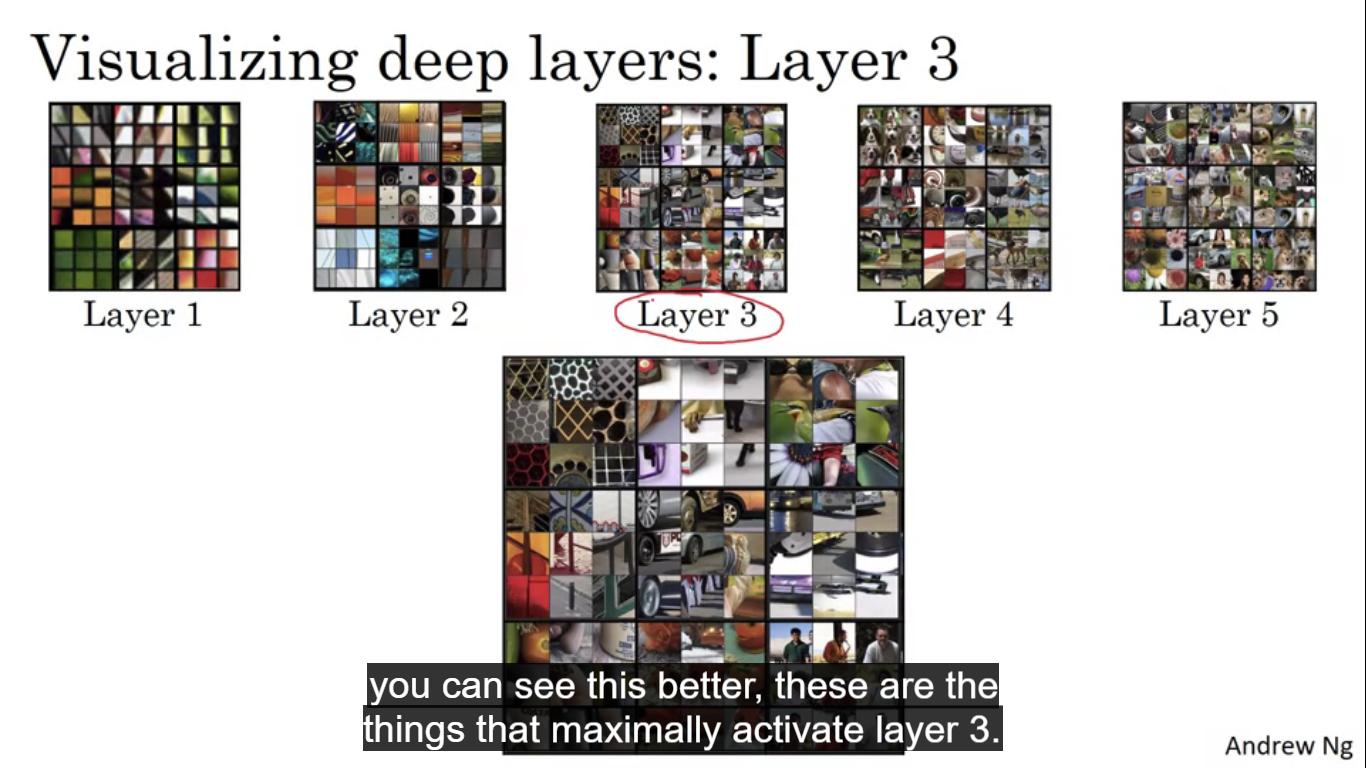 Visualizing deep layers: Layer 3
Layer 1
Layer 2
Layer 3
Layer 4
Layer 5
you can see this better, these are the
things that maximally activate layer 3.
Andrew Ng